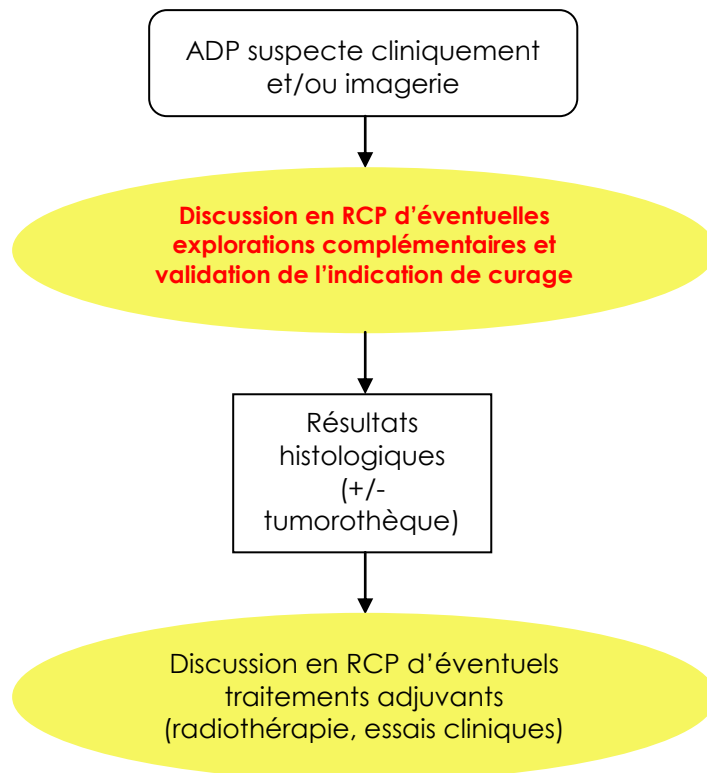 ADP suspecte cliniquement
et/ou imagerie
Discussion en RCP d’éventuelles
explorations complémentaires et
validation de l’indication de curage
Résultats
histologiques
(+/-
tumorothèque)
Discussion en RCP d’éventuels
traitements adjuvants
(radiothérapie, essais cliniques)